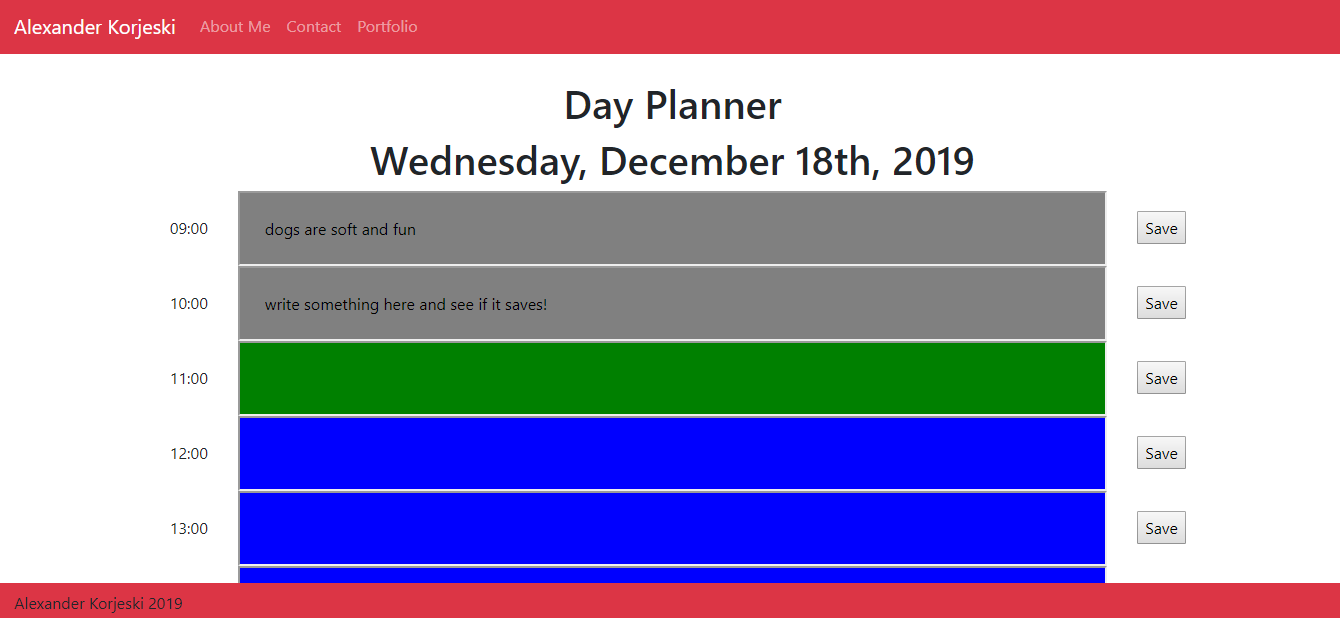 Alexander Korjeski About Me Contact Portfolio
Day Planner
Wednesday, December 18th, 2019
09:00 dogs are soft and fun Save
10:00 write something here and see if it saves! Save
11:00 Save
12:00 Save
13:00 Save
Alexander Korjeski 2019